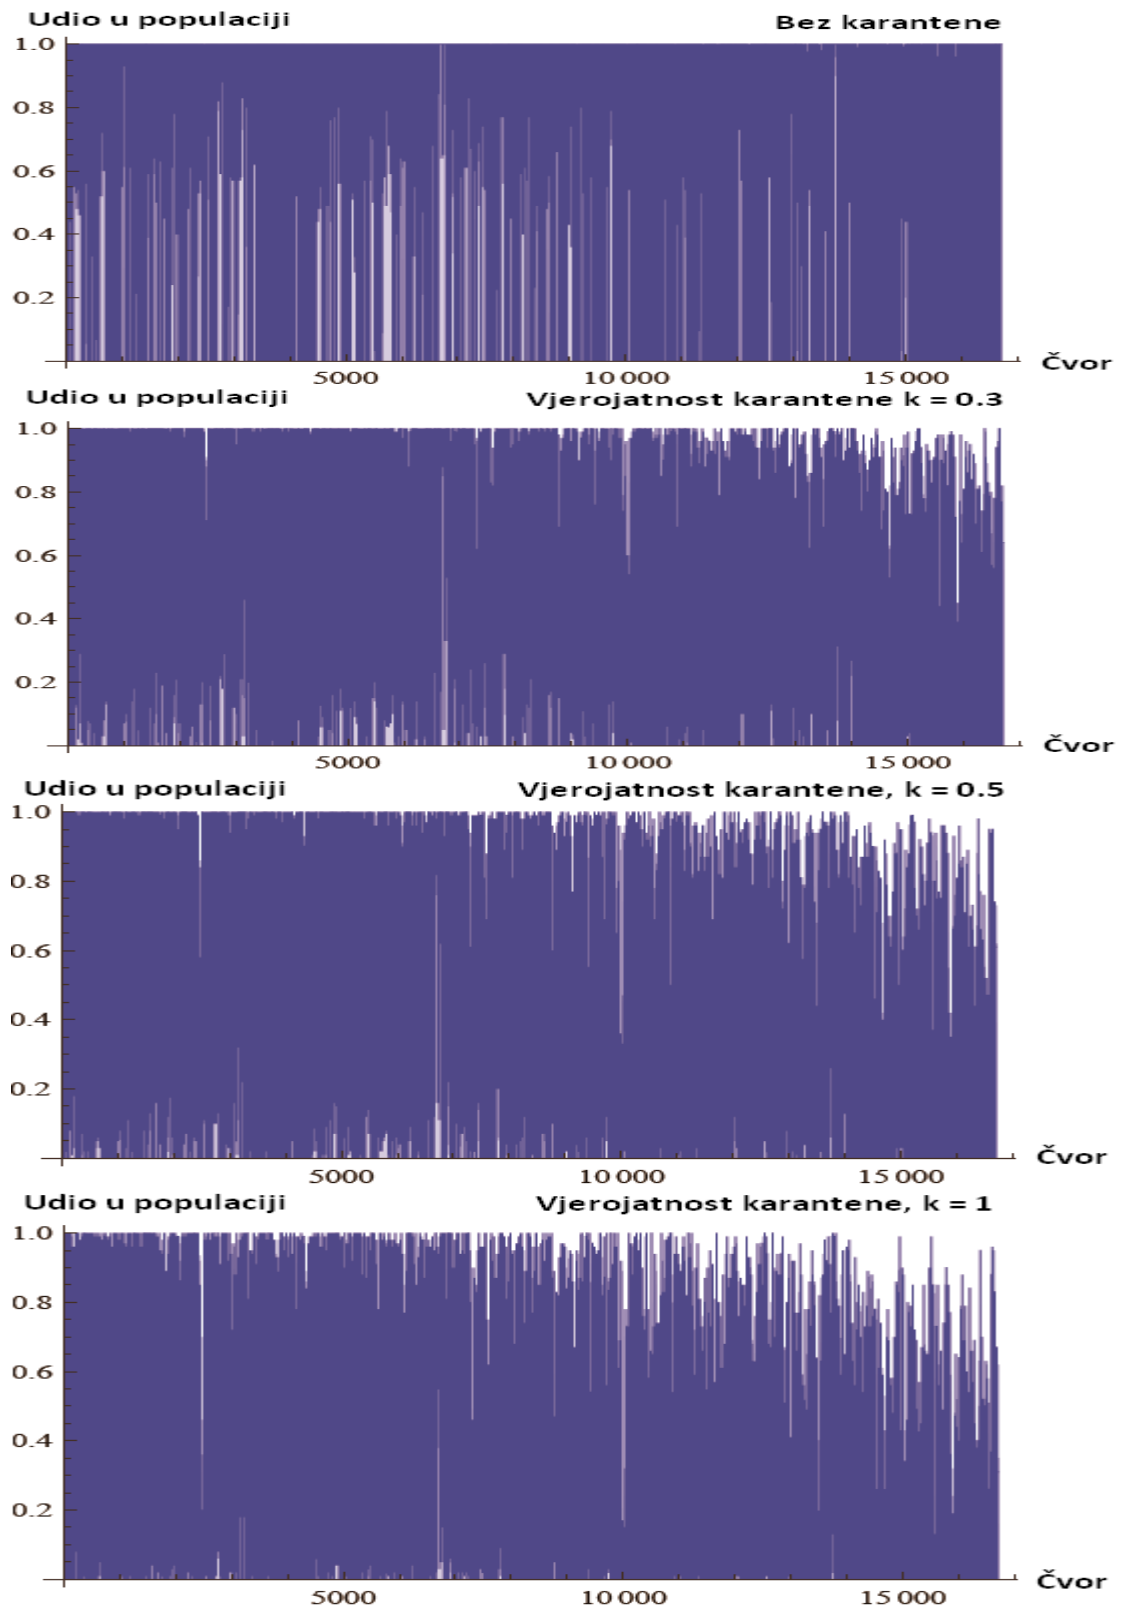 Udio u populaciji Bez karantene
1.0
0.8
0.6
0.4
0.2
5000 10 000 15 000 Čvor
Udio u populaciji Vjerojatnost karantene k = 0.3
1.0
0.8
0.6
0.4
0.2
5000 10 000 15 000 Čvor
Udio u populaciji Vjerojatnost karantene, k = 0.5
1.0
0.8
0.6
0.4
0.2
5000 10 000 15 000 Čvor
Udio u populaciji Vjerojatnost karantene, k = 1
1.0
0.8
0.6
0.4
0.2
5000 10 000 15 000 Čvor